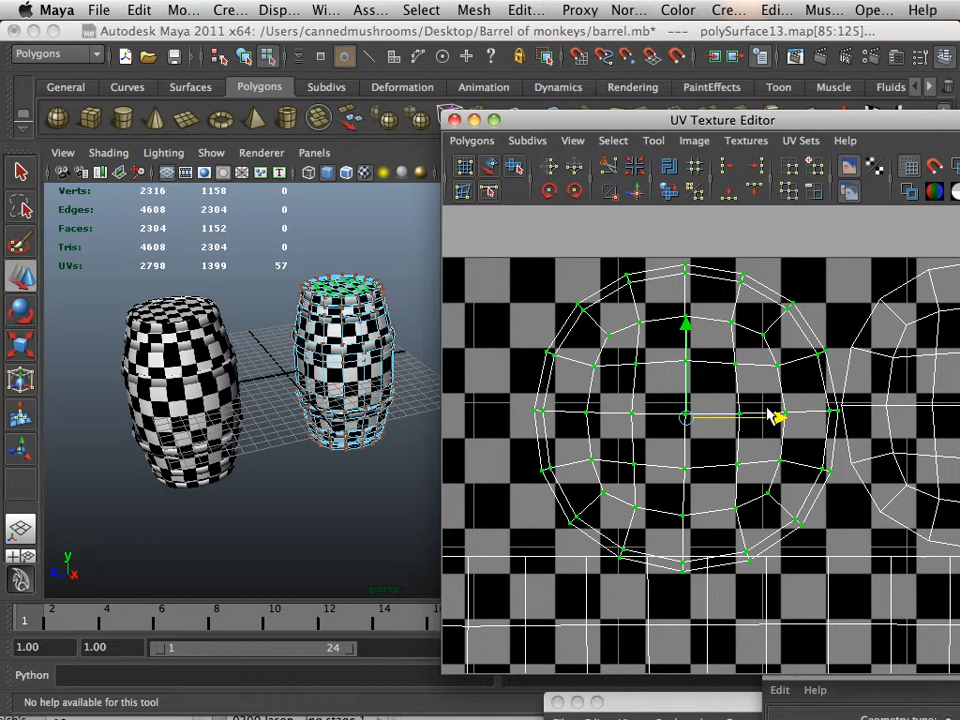 Maya File Edit Mo... Cre... Disp... Wi... Ass... Select Mesh Edit... Proxy Nor... Color Cre... Edi... Mus... Ope... Help
Autodesk Maya 2011 x64: /Users/cannedmushrooms/Desktop/Barrel of monkeys/barrel.mb* --- polySurface13.map[85:125]...
Polygons
General Curves Surfaces Polygons Subdivs Deformation Animation Dynamics Rendering PaintEffects Toon Muscle Fluids
UV Texture Editor
Polygons Subdivs View Select Tool Image Textures UV Sets Help
View Shading Lighting Show Renderer Panels
Verts: 2316 1158 0
Edges: 4608 2304 0
Faces: 2304 1152 0
Tris: 4608 2304 0
UVs: 2798 1399 57
y
z x
persp
1 2 4 6 8 10 12 14 16
1.00 1.00 1 24
Python
Edit Help
No help available for this tool